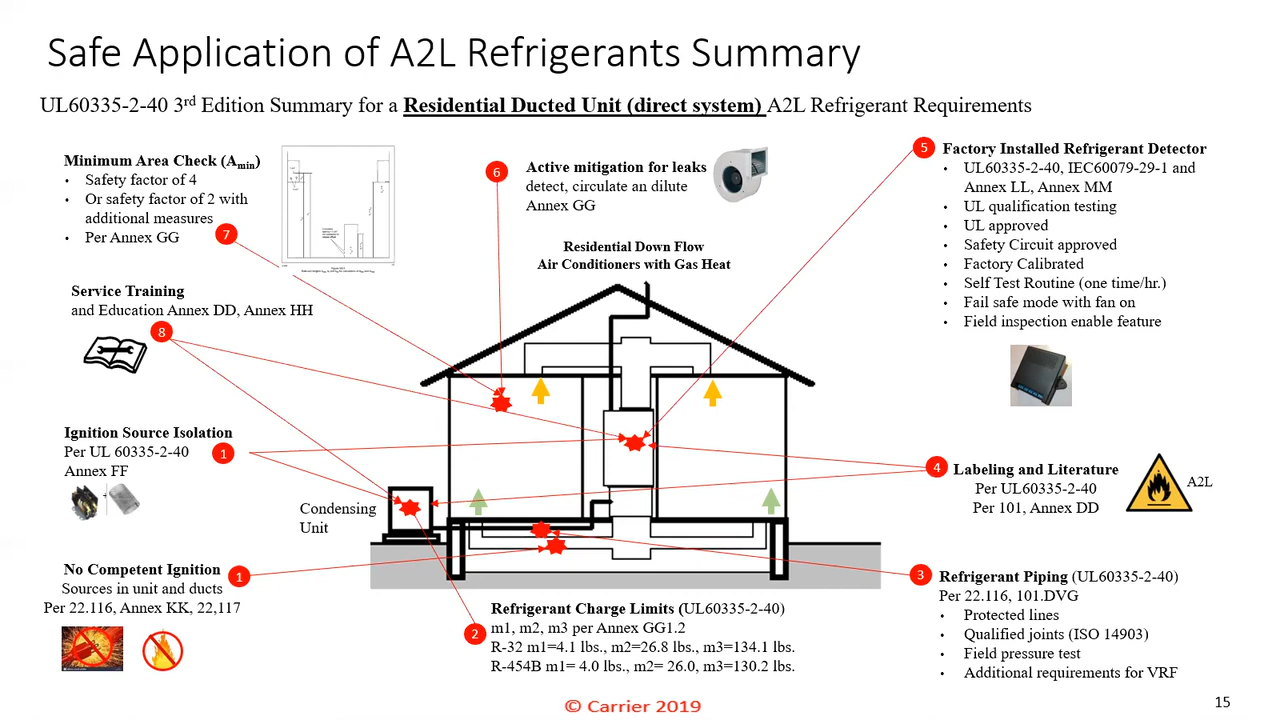 Safe Application of A2L Refrigerants Summary
UL60335-2-40 3rd Edition Summary for a Residential Ducted Unit (direct system) A2L Refrigerant Requirements
Minimum Area Check (Amin)
• Safety factor of 4
• Or safety factor of 2 with
additional measures
• Per Annex GG
7
6
Active mitigation for leaks
detect, circulate an dilute
Annex GG
5
Factory Installed Refrigerant Detector
• UL60335-2-40, IEC60079-29-1 and
Annex LL, Annex MM
• UL qualification testing
• UL approved
• Safety Circuit approved
• Factory Calibrated
• Self Test Routine (one time/hr.)
• Fail safe mode with fan on
• Field inspection enable feature
Residential Down Flow
Air Conditioners with Gas Heat
Service Training
and Education Annex DD, Annex HH
8
Ignition Source Isolation
Per UL 60335-2-40
Annex FF
1
Condensing
Unit
4
Labeling and Literature
Per UL60335-2-40
Per 101, Annex DD
A2L
No Competent Ignition
Sources in unit and ducts
Per 22.116, Annex KK, 22,117
1
2
Refrigerant Charge Limits (UL60335-2-40)
m1, m2, m3 per Annex GG1.2
R-32 m1=4.1 lbs., m2=26.8 lbs., m3=134.1 lbs.
R-454B m1= 4.0 lbs., m2= 26.0, m3=130.2 lbs.
3
Refrigerant Piping (UL60335-2-40)
Per 22.116, 101.DVG
• Protected lines
• Qualified joints (ISO 14903)
• Field pressure test
• Additional requirements for VRF
© Carrier 2019
15